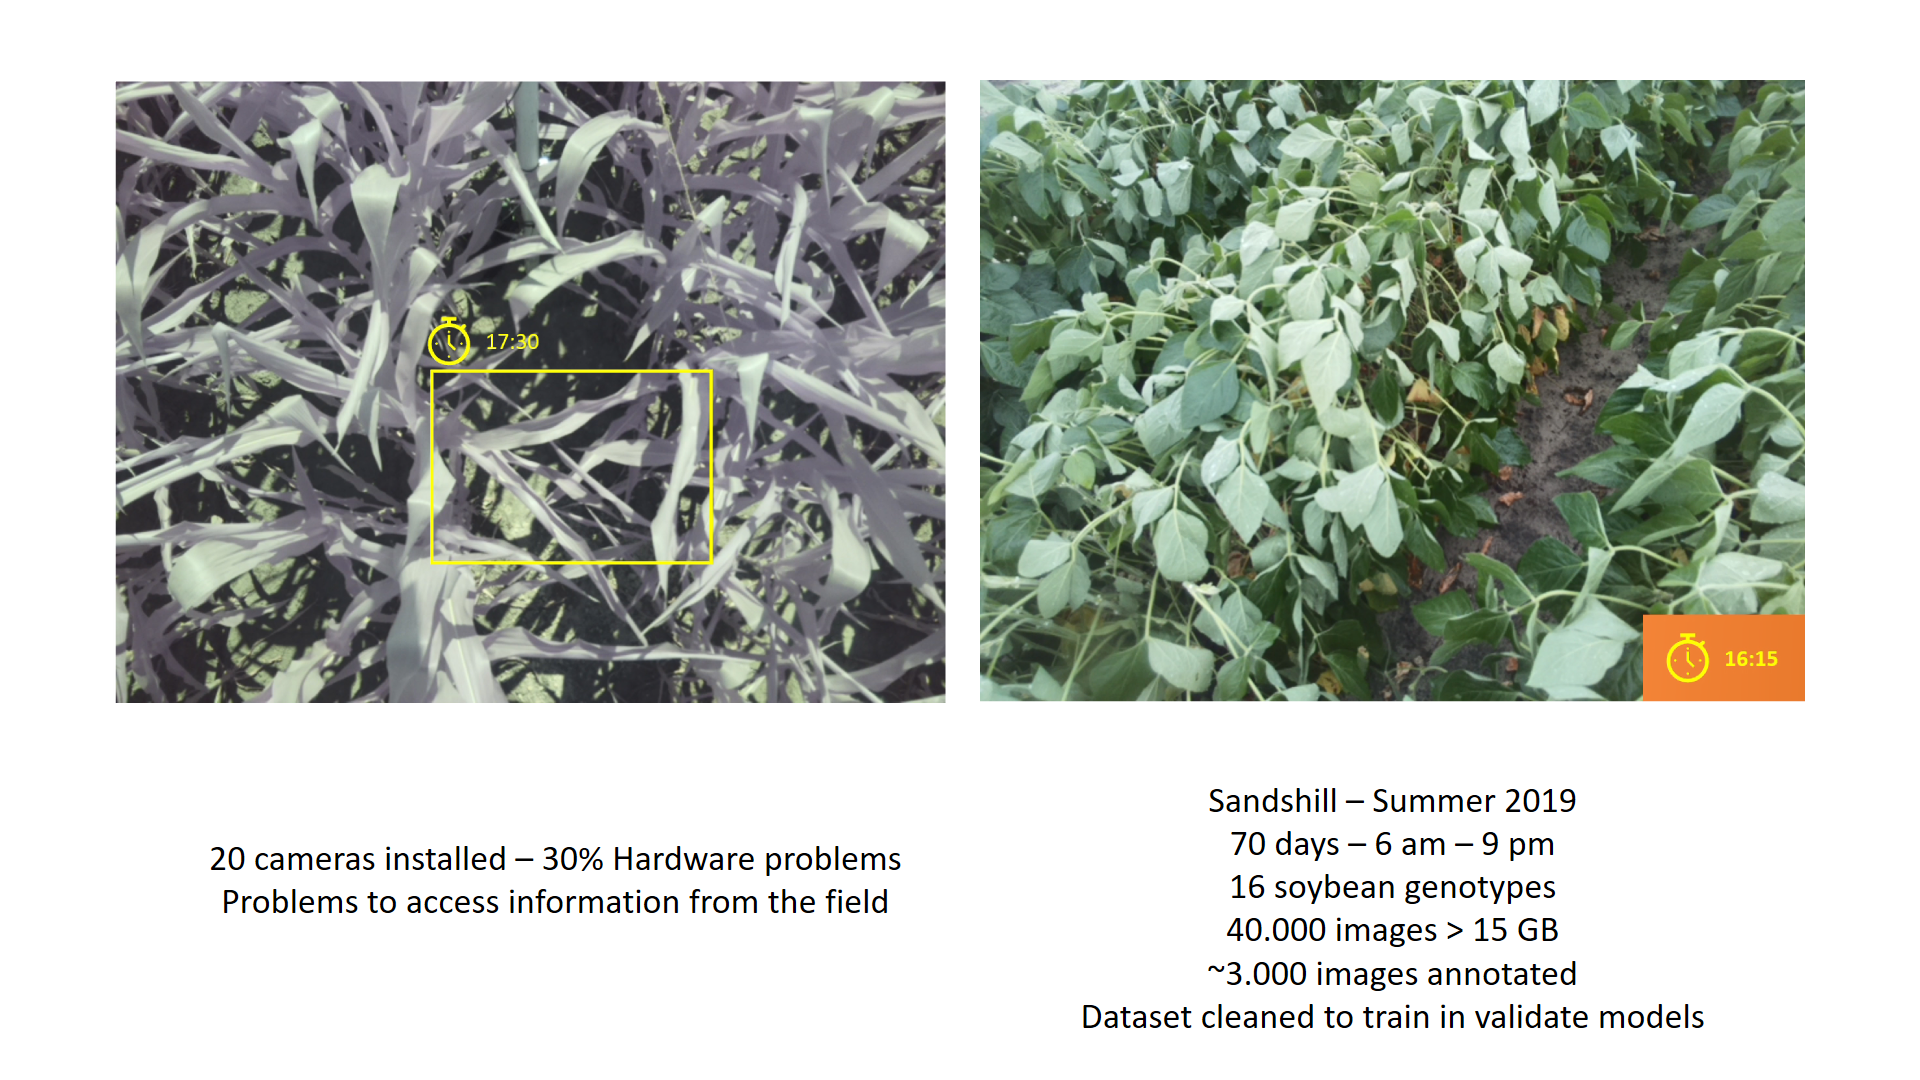 17:30
16:15
20 cameras installed – 30% Hardware problems
Problems to access information from the field
Sandshill – Summer 2019
70 days – 6 am – 9 pm
16 soybean genotypes
40.000 images > 15 GB
~3.000 images annotated
Dataset cleaned to train in validate models